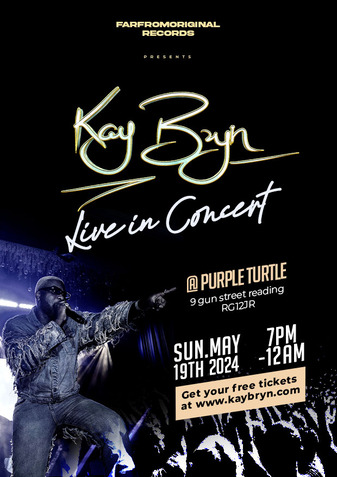 FARFROMORIGINAL
RECORDS
PRESENTS
Kay Bryn
Live in Concert
@ PURPLE TURTLE
9 gun street reading
RG12JR
SUN.MAY
19TH 2024
7PM
-12AM
Get your free tickets
at www.kaybryn.com